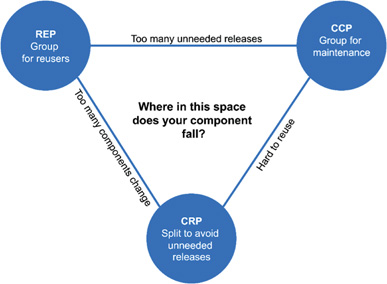 REP
Group
for reusers
Too many unneeded releases
CCP
Group for
maintenance
Where in this space
does your component
fall?
Too many components change
Hard to reuse
CRP
Split to avoid
unneeded
releases